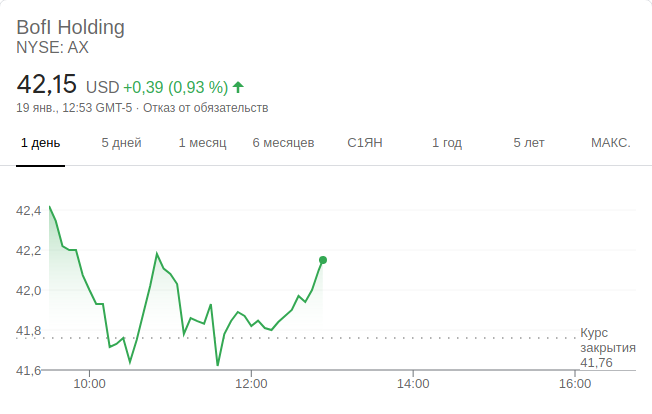 BofI Holding
NYSE: AX
42,15 USD +0,39 (0,93 %)
19 янв., 12:53 GMT-5 · Отказ от обязательств
1 день 5 дней 1 месяц 6 месяцев С1ЯН 1 год 5 лет МАКС.
42,4
42,2
42,0
41,8
41,6
Курс
закрытия
41,76
10:00 12:00 14:00 16:00